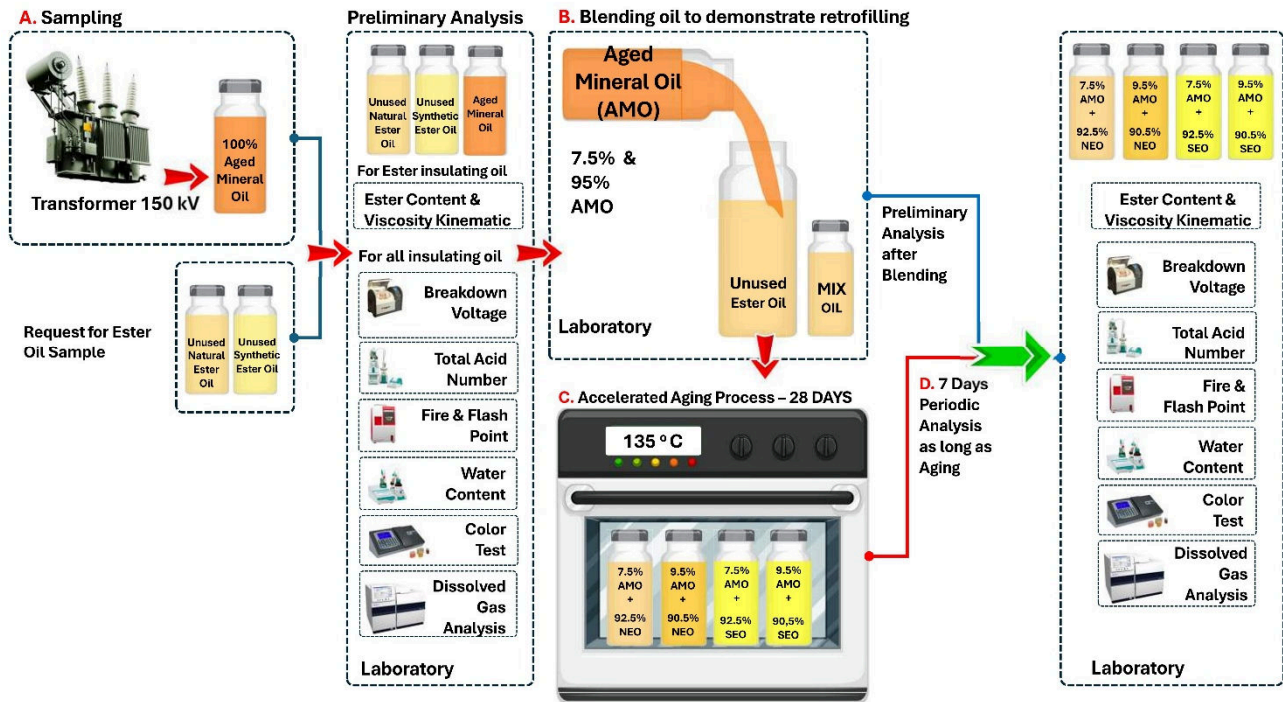 A. Sampling
100%
Aged
Mineral
Oil
Transformer 150 kV
Request for Ester
Oil Sample
Unused
Natural
Ester
Oil
Unused
Synthetic
Ester Oil
Preliminary Analysis
Unused
Natural
Ester
Oil
Unused
Synthetic
Ester Oil
Aged
Mineral
Oil
For Ester insulating oil
Ester Content &
Viscosity Kinematic
For all insulating oil
Breakdown
Voltage
Total Acid
Number
Fire & Flash
Point
Water
Content
Color
Test
Dissolved
Gas
Analysis
Laboratory
B. Blending oil to demonstrate retrofilling
Aged
Mineral Oil
(AMO)
7.5% &
95%
AMO
Unused
Ester Oil
MIX
OIL
Laboratory
C. Accelerated Aging Process – 28 DAYS
135 °C
7.5%
AMO
+
92.5%
NEO
9.5%
AMO
+
90.5%
NEO
7.5%
AMO
+
92.5%
SEO
9.5%
AMO
+
90,5%
SEO
Preliminary
Analysis
after
Blending
D. 7 Days
Periodic
Analysis
as long as
Aging
7.5%
AMO
+
92.5%
NEO
9.5%
AMO
+
90.5%
NEO
7.5%
AMO
+
92.5%
SEO
9.5%
AMO
+
90.5%
SEO
Ester Content &
Viscosity Kinematic
Breakdown
Voltage
Total Acid
Number
Fire &
Flash Point
Water
Content
Color
Test
Dissolved
Gas
Analysis
Laboratory